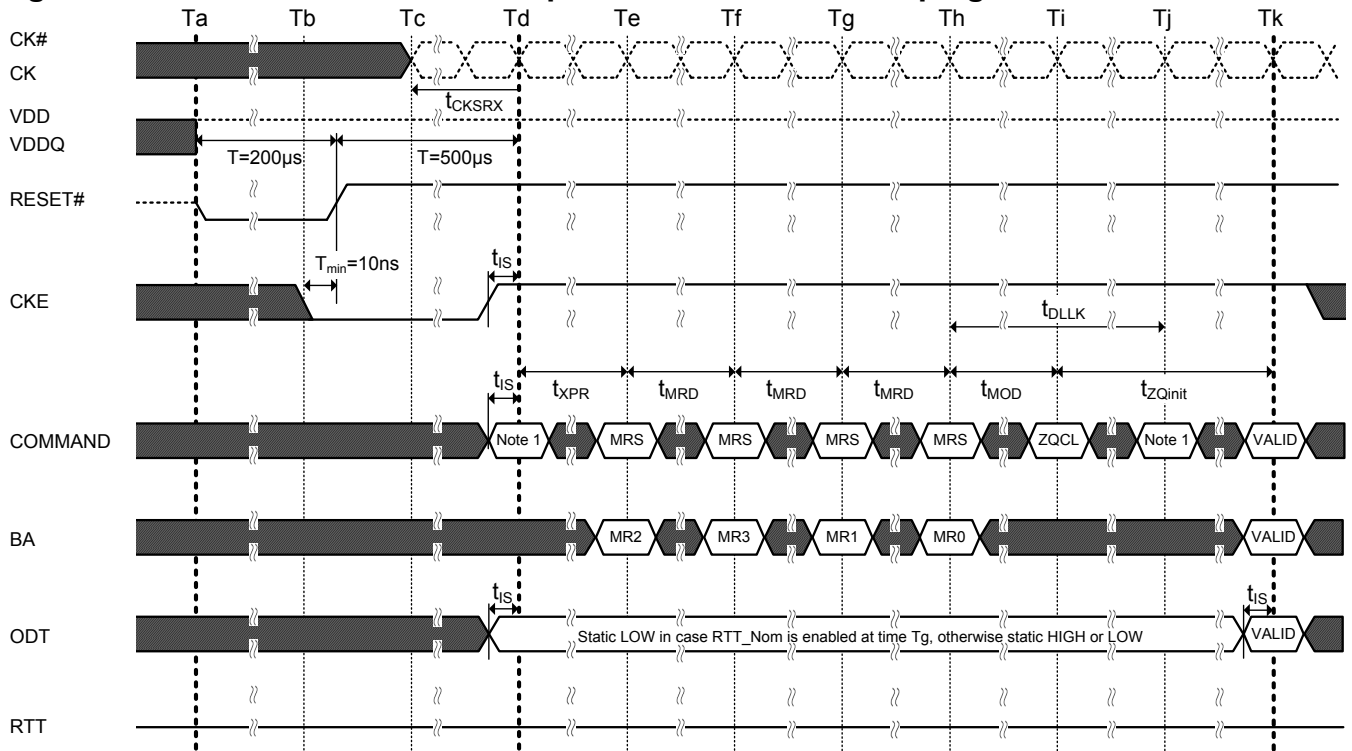 Ta Tb Tc Td Te Tf Tg Th Ti Tj Tk
CK#
CK
tCKSRX
VDD
VDDQ
T=200µs T=500µs
RESET#
Tmin=10ns tIS
CKE
tDLLK
tIS tXPR tMRD tMRD tMRD tMOD tZQinit
COMMAND Note 1 MRS MRS MRS MRS ZQCL Note 1 VALID
BA MR2 MR3 MR1 MR0 VALID
tIS tIS
ODT Static LOW in case RTT_Nom is enabled at time Tg, otherwise static HIGH or LOW VALID
RTT